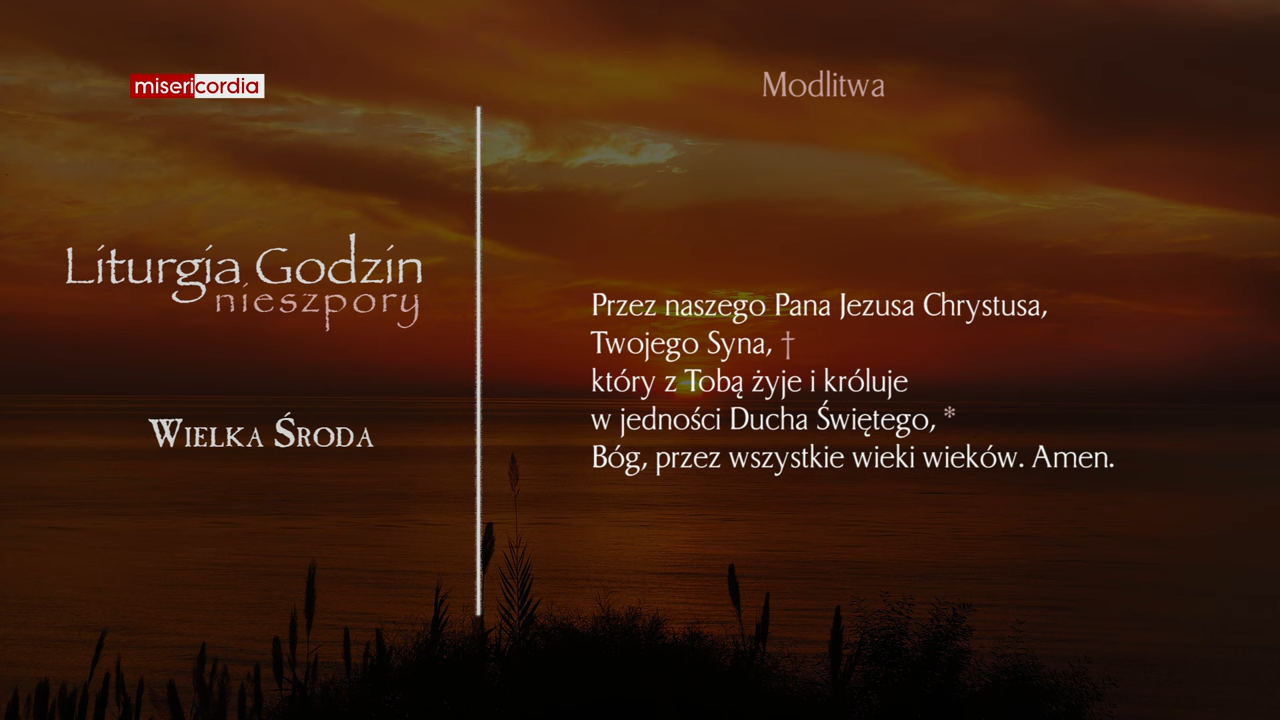 misericordia
Modlitwa
Liturgia Godzin
nieszpory
Wielka Środa
Przez naszego Pana Jezusa Chrystusa,
Twojego Syna, †
który z Tobą żyje i króluje
w jedności Ducha Świętego, *
Bóg, przez wszystkie wieki wieków. Amen.